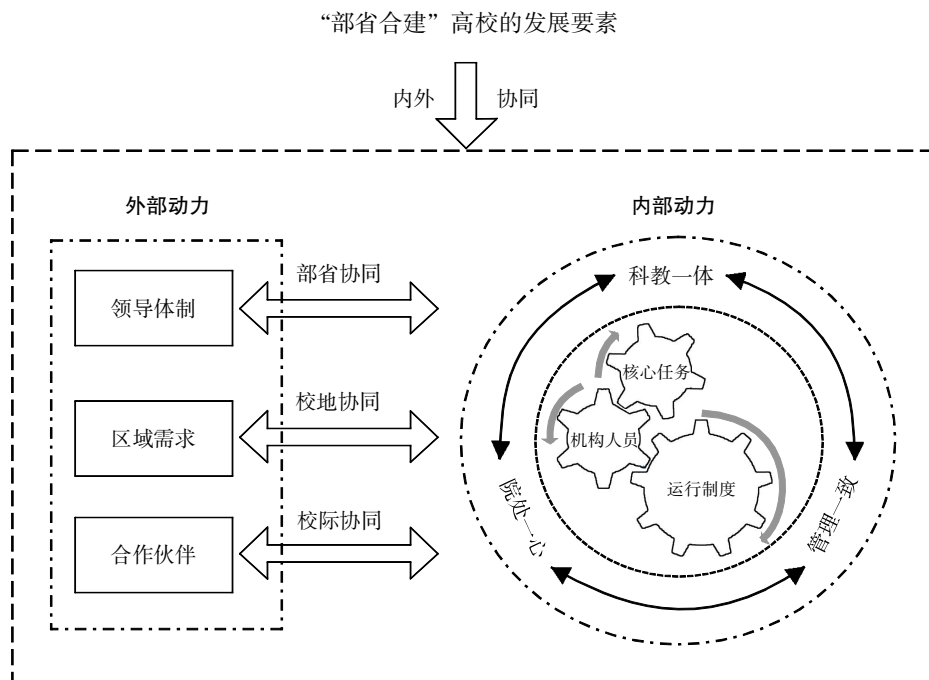 “部省合建”高校的发展要素
内外 协同
外部动力
内部动力
领导体制
部省协同
区域需求
校地协同
合作伙伴
校际协同
科教一体
核心任务
机构人员
运行制度
院处一心
管理一致